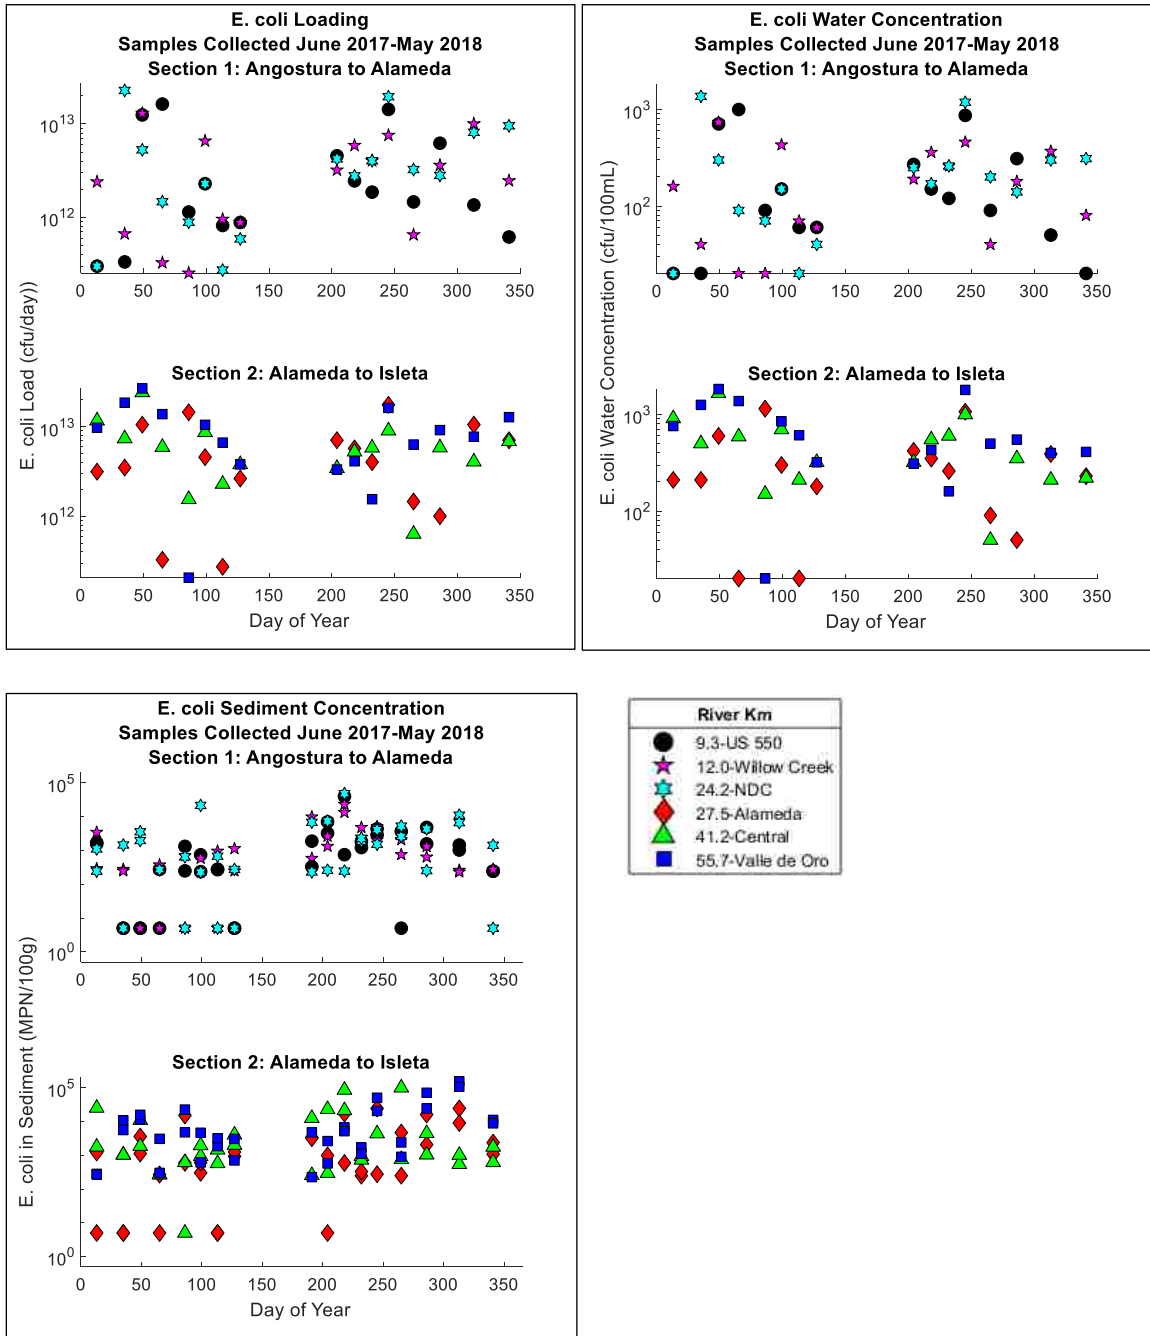 E. coli Loading
Samples Collected June 2017-May 2018
Section 1: Angostura to Alameda
10^13
10^12
0 50 100 150 200 250 300 350
Section 2: Alameda to Isleta
10^13
10^12
0 50 100 150 200 250 300 350
Day of Year
E. coli Load (cfu/day))
E. coli Water Concentration
Samples Collected June 2017-May 2018
Section 1: Angostura to Alameda
10^3
10^2
0 50 100 150 200 250 300 350
Section 2: Alameda to Isleta
10^3
10^2
0 50 100 150 200 250 300 350
Day of Year
E. coli Water Concentration (cfu/100mL)
E. coli Sediment Concentration
Samples Collected June 2017-May 2018
Section 1: Angostura to Alameda
10^5
10^0
0 50 100 150 200 250 300 350
Section 2: Alameda to Isleta
10^5
10^0
0 50 100 150 200 250 300 350
Day of Year
E. coli in Sediment (MPN/100g)
River Km
9.3-US 550
12.0-Willow Creek
24.2-NDC
27.5-Alameda
41.2-Central
55.7-Valle de Oro